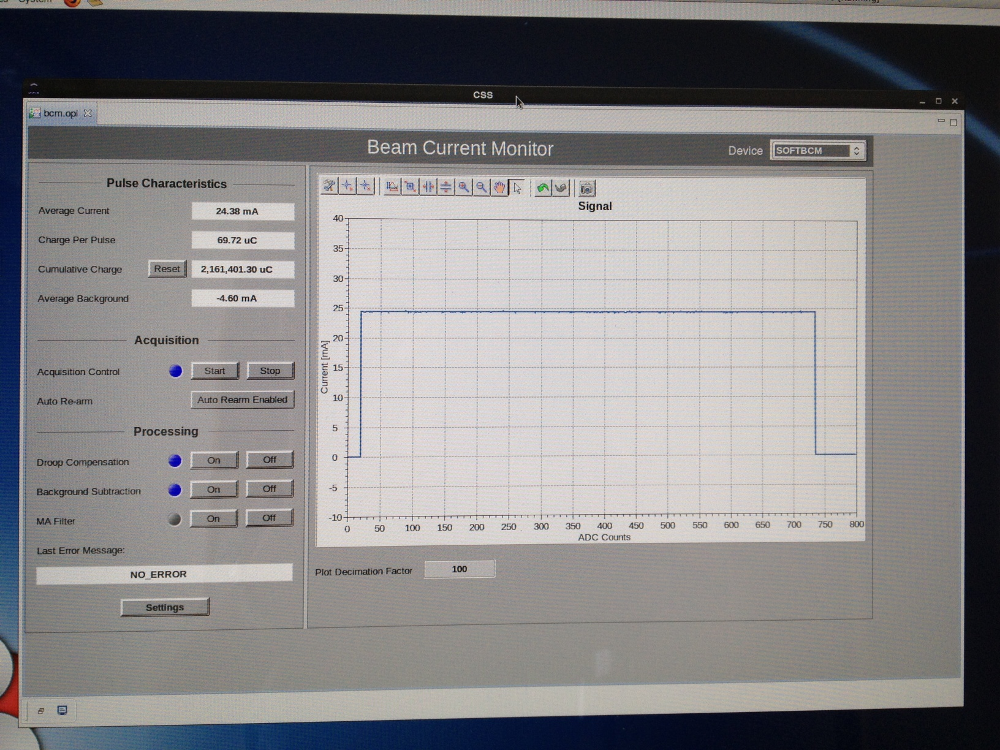 System
CSS
bcm.opi
Beam Current Monitor
Device
SOFTBCM
Pulse Characteristics
Average Current
24.38 mA
Charge Per Pulse
69.72 uC
Cumulative Charge
Reset
2,161,401.30 uC
Average Background
-4.60 mA
Acquisition
Acquisition Control
Start
Stop
Auto Re-arm
Auto Rearm Enabled
Processing
Droop Compensation
On
Off
Background Subtraction
On
Off
MA Filter
On
Off
Last Error Message:
NO_ERROR
Settings
Signal
40
35
30
25
20
15
10
5
0
-5
-10
Current [mA]
0 50 100 150 200 250 300 350 400 450 500 550 600 650 700 750 800
ADC Counts
Plot Decimation Factor
100